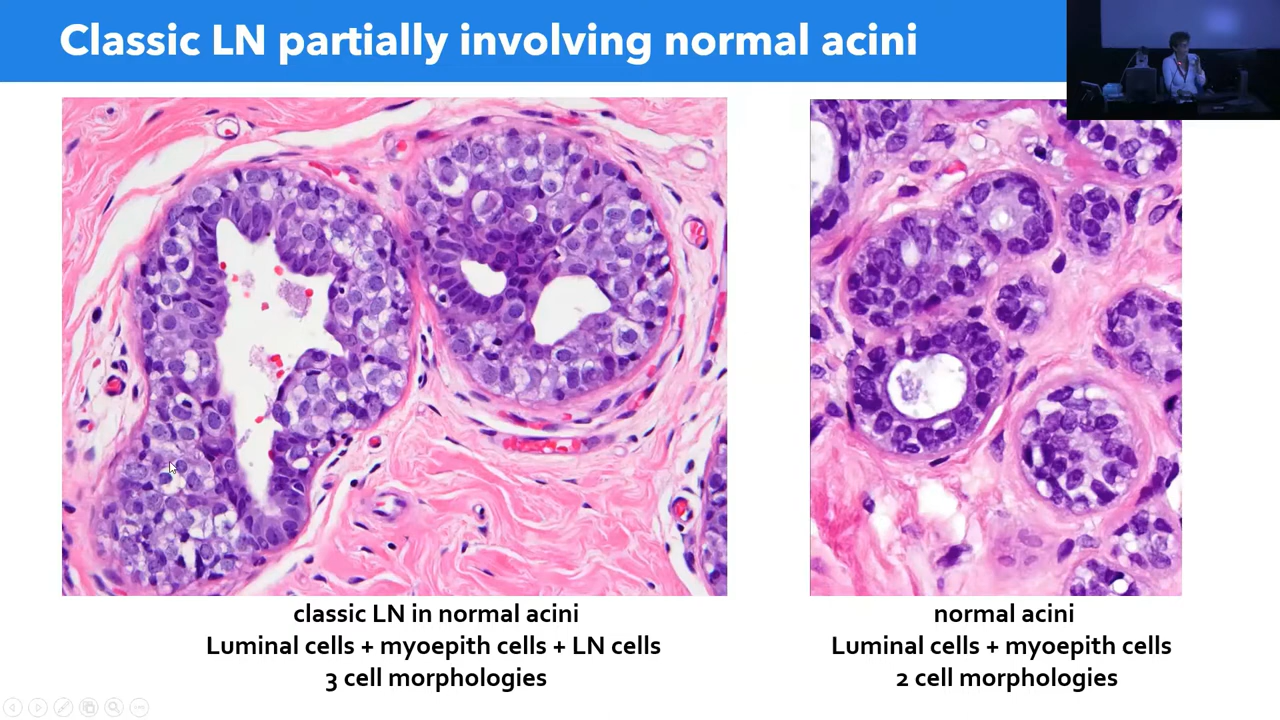 Classic LN partially involving normal acini
classic LN in normal acini
Luminal cells + myoepith cells + LN cells
3 cell morphologies
normal acini
Luminal cells + myoepith cells
2 cell morphologies